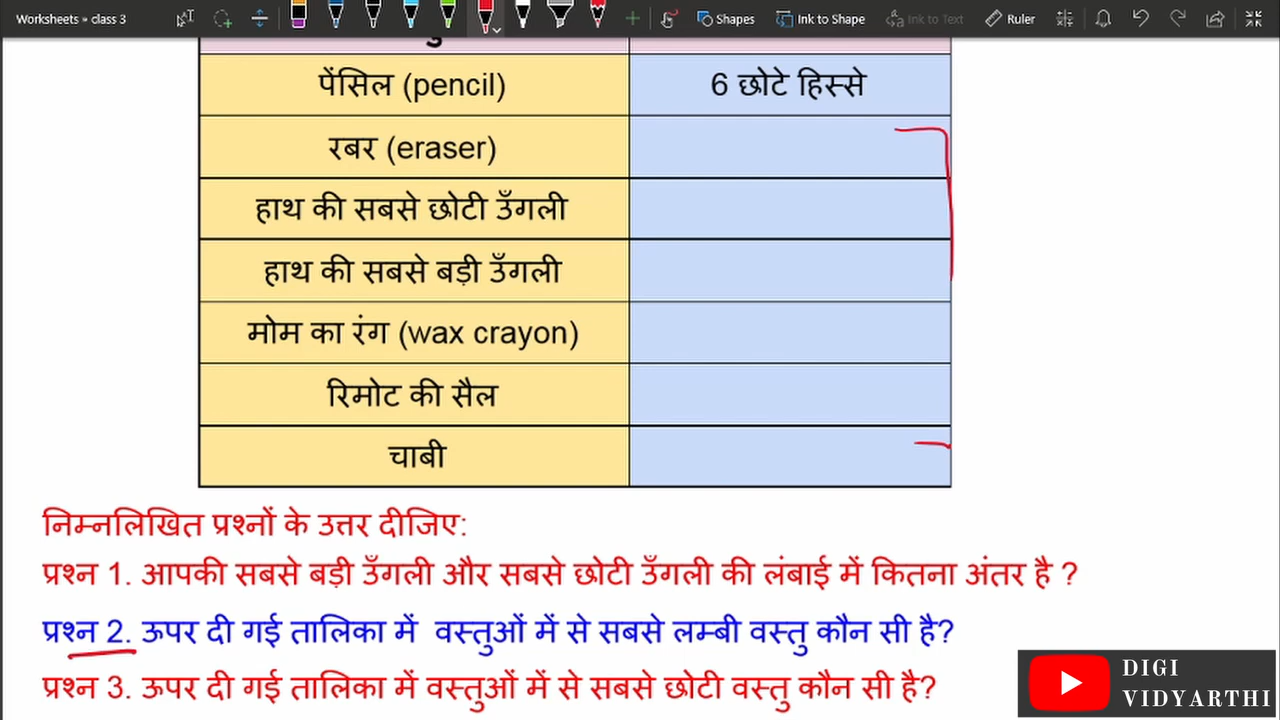 Worksheets » class 3
Shapes
Ink to Shape
Ink to Text
Ruler
पेंसिल (pencil)
6 छोटे हिस्से
रबर (eraser)
हाथ की सबसे छोटी उँगली
हाथ की सबसे बड़ी उँगली
मोम का रंग (wax crayon)
रिमोट की सैल
चाबी
निम्नलिखित प्रश्नों के उत्तर दीजिए:
प्रश्न 1. आपकी सबसे बड़ी उँगली और सबसे छोटी उँगली की लंबाई में कितना अंतर है ?
प्रश्न 2. ऊपर दी गई तालिका में वस्तुओं में से सबसे लम्बी वस्तु कौन सी है?
प्रश्न 3. ऊपर दी गई तालिका में वस्तुओं में से सबसे छोटी वस्तु कौन सी है?
DIGI
VIDYARTHI